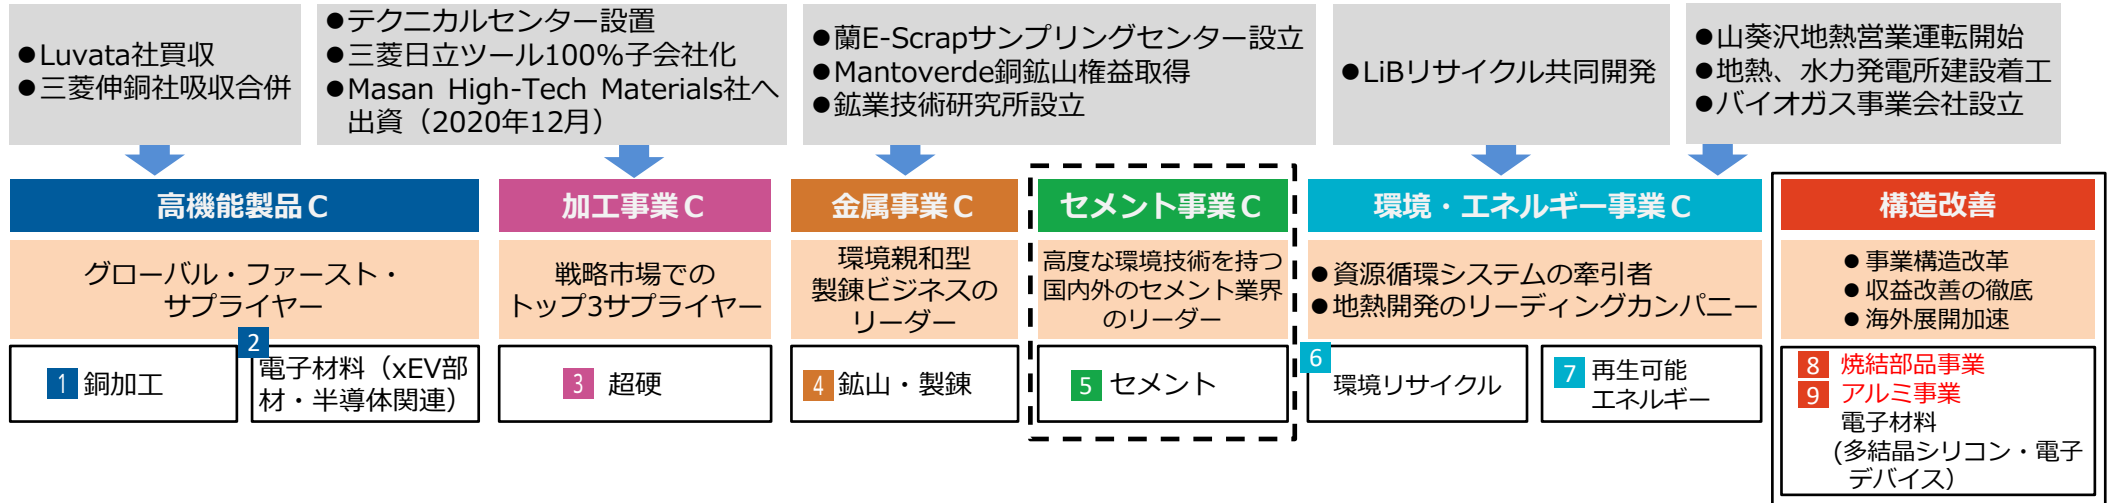 ●Luvata社買収
●三菱伸銅社吸収合併
●テクニカルセンター設置
●三菱日立ツール100%子会社化
●Masan High-Tech Materials社へ
出資（2020年12月）
●蘭E-Scrapサンプリングセンター設立
●Mantoverde銅鉱山権益取得
●鉱業技術研究所設立
●LiBリサイクル共同開発
●山葵沢地熱営業運転開始
●地熱、水力発電所建設着工
●バイオガス事業会社設立
高機能製品C
グローバル・ファースト・
サプライヤー
1 銅加工
2
電子材料（xEV部
材・半導体関連）
加工事業C
戦略市場での
トップ3サプライヤー
3 超硬
金属事業C
環境親和型
製錬ビジネスの
リーダー
4 鉱山・製錬
セメント事業C
高度な環境技術を持つ
国内外のセメント業界
のリーダー
5 セメント
環境・エネルギー事業C
●資源循環システムの牽引者
●地熱開発のリーディングカンパニー
6
環境リサイクル
7 再生可能
エネルギー
構造改善
●事業構造改革
●収益改善の徹底
●海外展開加速
8 焼結部品事業
9 アルミ事業
電子材料
(多結晶シリコン・電子
デバイス）